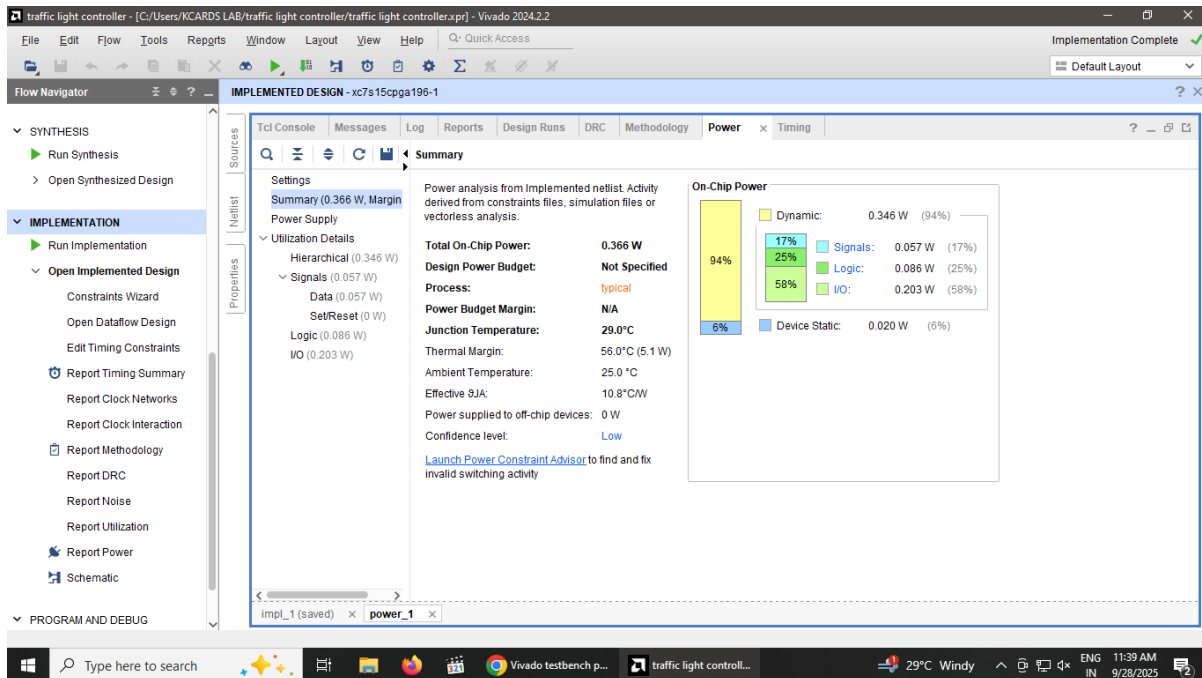 traffic light controller - [C:/Users/KCARDS LAB/traffic light controller/traffic light controller.xpr] - Vivado 2024.2.2
File Edit Flow Tools Reports Window Layout View Help Q- Quick Access Implementation Complete
Default Layout
Flow Navigator
IMPLEMENTED DESIGN - xc7s15cpga196-1
SYNTHESIS
Run Synthesis
Open Synthesized Design
IMPLEMENTATION
Run Implementation
Open Implemented Design
Constraints Wizard
Open Dataflow Design
Edit Timing Constraints
Report Timing Summary
Report Clock Networks
Report Clock Interaction
Report Methodology
Report DRC
Report Noise
Report Utilization
Report Power
Schematic
PROGRAM AND DEBUG
Sources
Netlist
Properties
Tcl Console Messages Log Reports Design Runs DRC Methodology Power Timing
Summary
Settings
Summary (0.366 W, Margin
Power Supply
Utilization Details
Hierarchical (0.346 W)
Signals (0.057 W)
Data (0.057 W)
Set/Reset (0 W)
Logic (0.086 W)
I/O (0.203 W)
Power analysis from Implemented netlist. Activity
derived from constraints files, simulation files or
vectorless analysis.
Total On-Chip Power: 0.366 W
Design Power Budget: Not Specified
Process: typical
Power Budget Margin: N/A
Junction Temperature: 29.0°C
Thermal Margin: 56.0°C (5.1 W)
Ambient Temperature: 25.0 °C
Effective ϑJA: 10.8°C/W
Power supplied to off-chip devices: 0 W
Confidence level: Low
Launch Power Constraint Advisor to find and fix
invalid switching activity
On-Chip Power
Dynamic: 0.346 W (94%)
94%
17% Signals: 0.057 W (17%)
25% Logic: 0.086 W (25%)
58% I/O: 0.203 W (58%)
6% Device Static: 0.020 W (6%)
impl_1 (saved) power_1
Type here to search
321
Vivado testbench p...
traffic light controll...
29°C Windy
ENG
IN
11:39 AM
9/28/2025
2